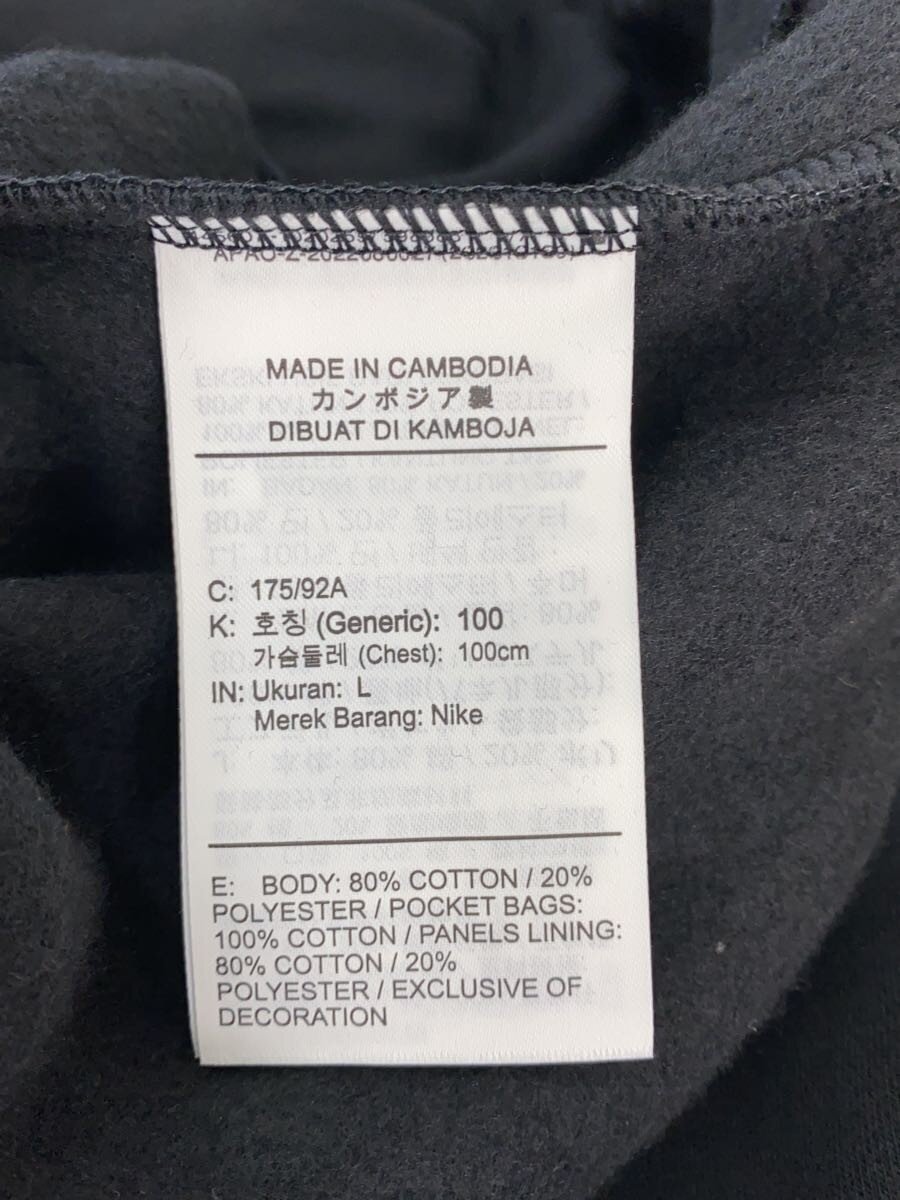 MADE IN CAMBODIA
カンボジア製
DIBUAT DI KAMBOJA
C: 175/92A
K: 호칭 (Generic): 100
가슴둘레 (Chest): 100cm
IN: Ukuran: L
Merek Barang: Nike
E: BODY: 80% COTTON / 20%
POLYESTER / POCKET BAGS:
100% COTTON / PANELS LINING:
80% COTTON / 20%
POLYESTER / EXCLUSIVE OF
DECORATION